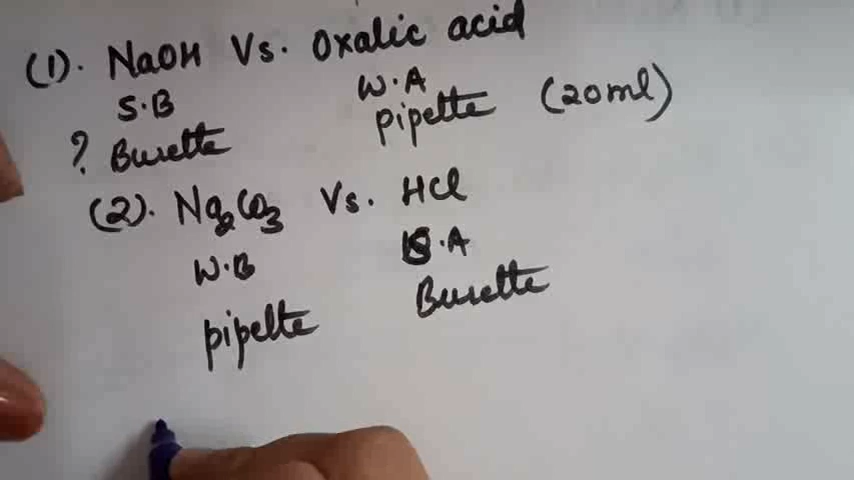 (1). NaOH Vs. Oxalic acid
S.B W.A
? Burette pipette (20ml)
(2). Na2CO3 Vs. HCl
W.B S.A
pipette Burette